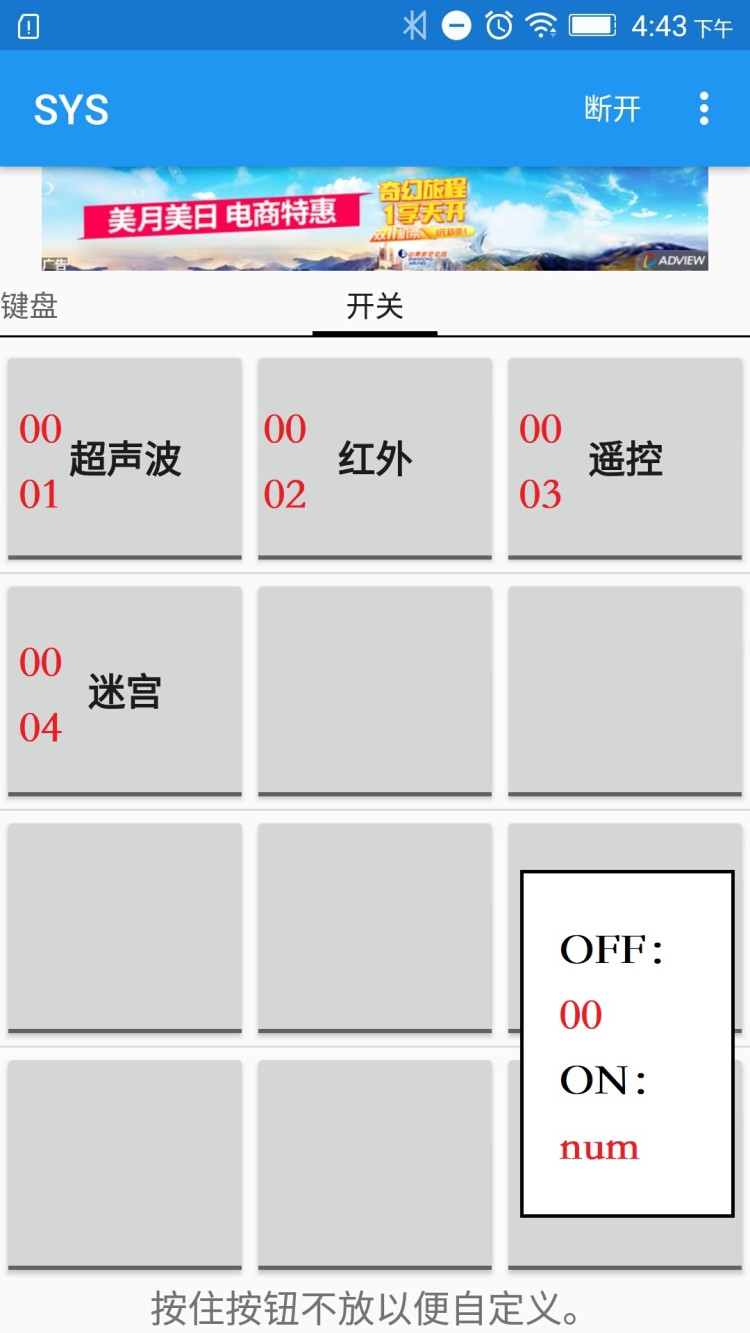 4:43 下午
SYS
断开
美月美日 电商特惠
奇幻旅程
1享天开
广告
ADVIEW
键盘
开关
00
01
超声波
00
02
红外
00
03
遥控
00
04
迷宫
OFF:
00
ON:
num
按住按钮不放以便自定义。